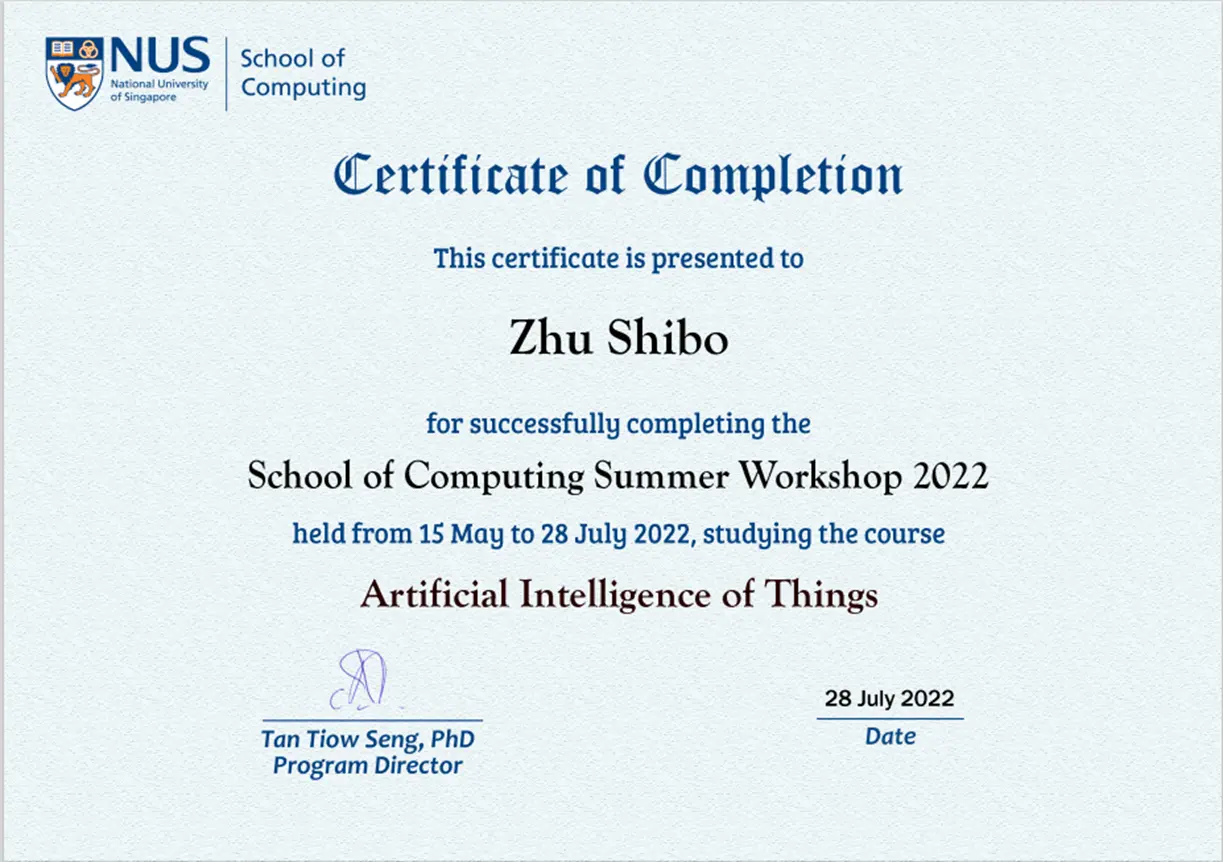 NUS
National University
of Singapore
School of
Computing
Certificate of Completion
This certificate is presented to
Zhu Shibo
for successfully completing the
School of Computing Summer Workshop 2022
held from 15 May to 28 July 2022, studying the course
Artificial Intelligence of Things
28 July 2022
Tan Tiow Seng, PhD
Program Director
Date